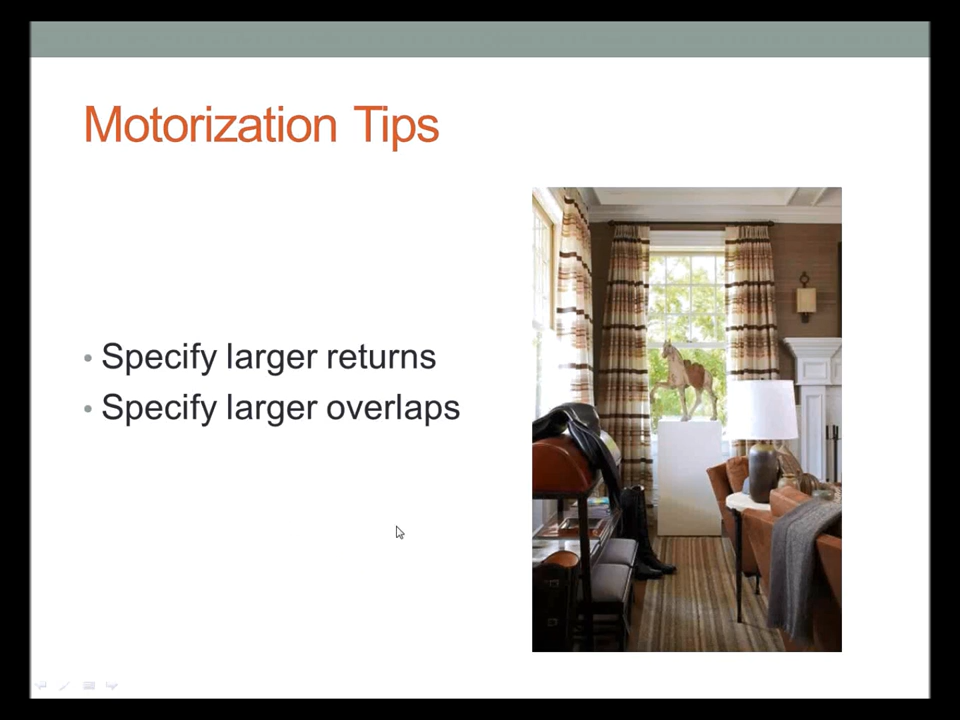 Motorization Tips
• Specify larger returns
• Specify larger overlaps